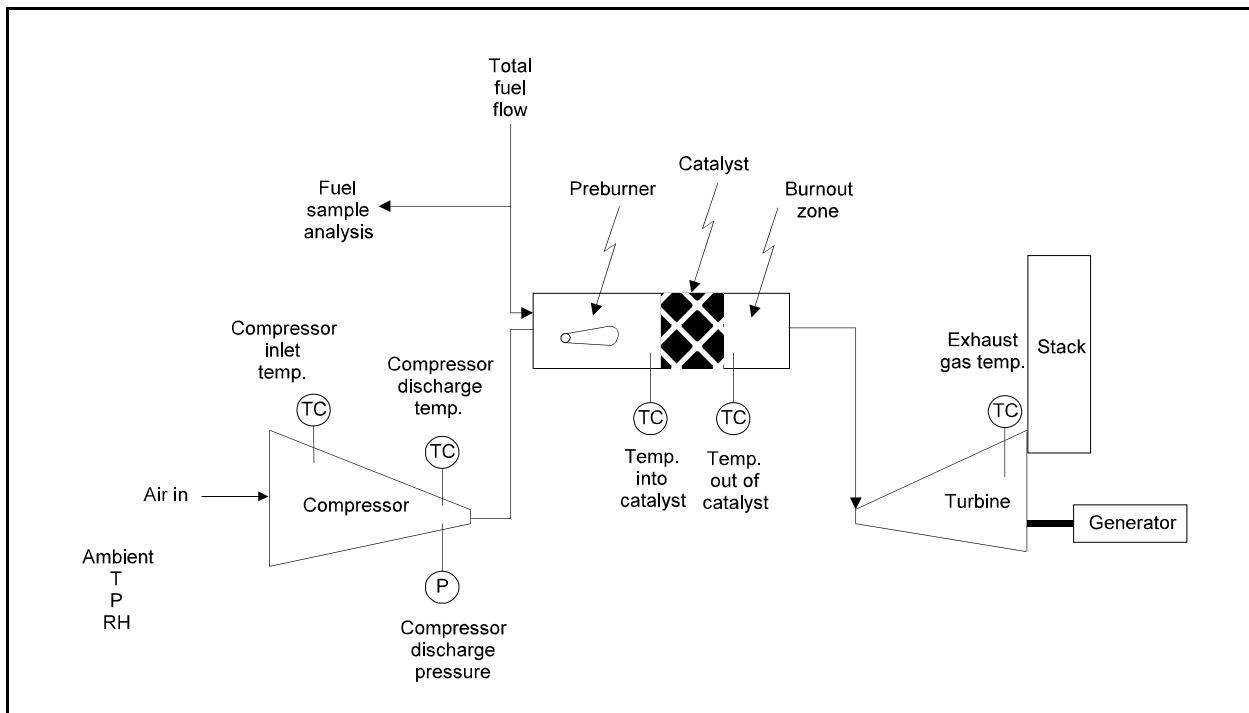 Total
fuel
flow
Fuel
sample
analysis
Preburner
Catalyst
Burnout
zone
Compressor
inlet
temp.
TC
Compressor
discharge
temp.
TC
TC
Temp.
into
catalyst
TC
Temp.
out of
catalyst
Exhaust
gas temp.
TC
Stack
Air in
Compressor
Turbine
Generator
Ambient
T
P
RH
P
Compressor
discharge
pressure